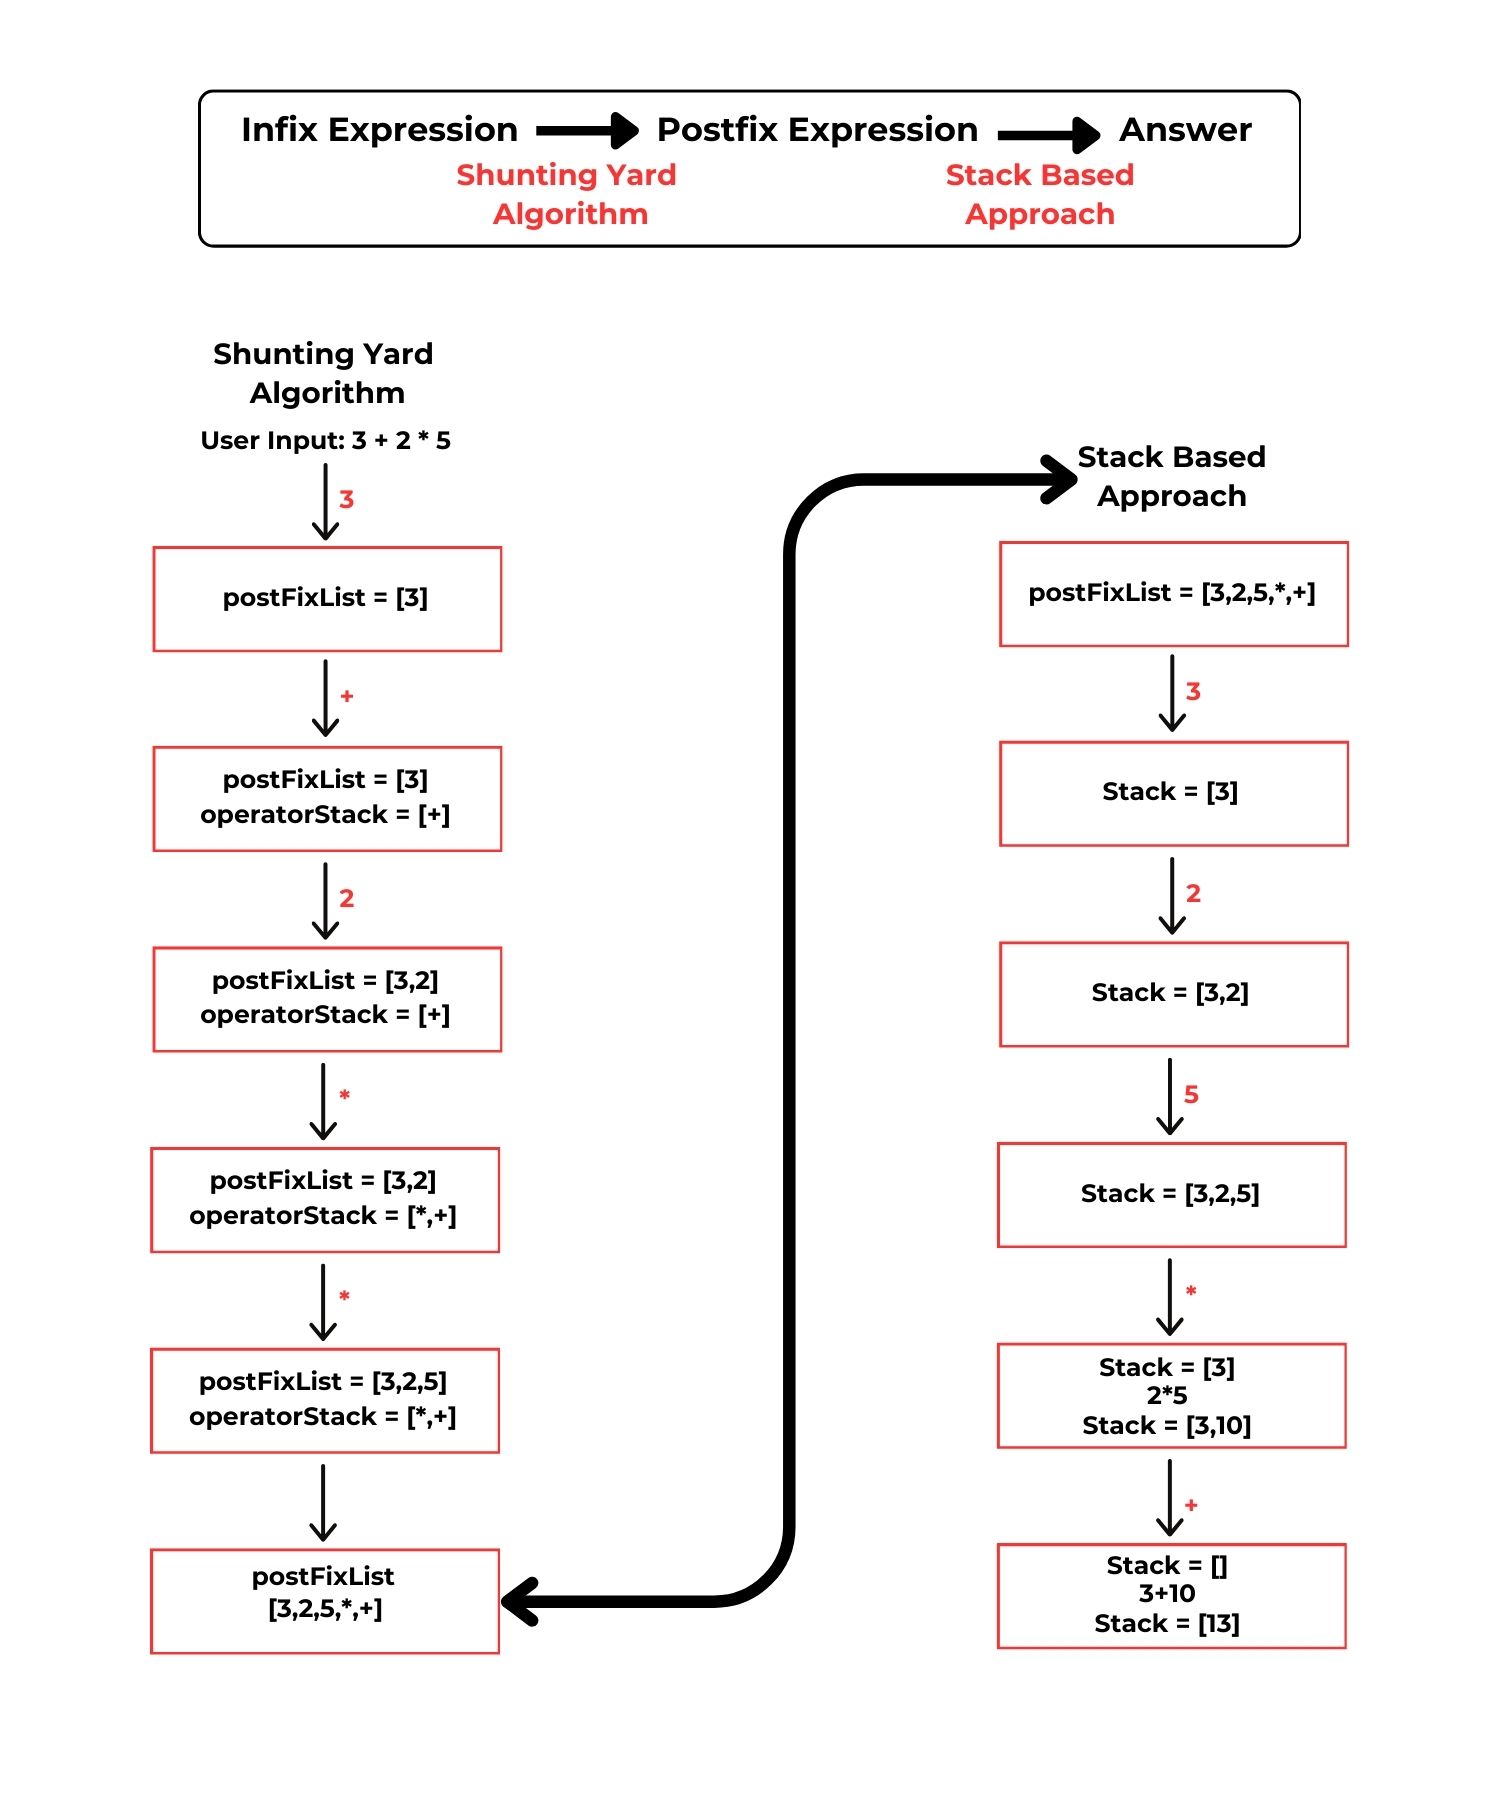 Infix Expression Postfix Expression Answer
Shunting Yard
Algorithm
Stack Based
Approach
Shunting Yard
Algorithm
User Input: 3 + 2 * 5
3
postFixList = [3]
+
postFixList = [3]
operatorStack = [+]
2
postFixList = [3,2]
operatorStack = [+]
*
postFixList = [3,2]
operatorStack = [*,+]
*
postFixList = [3,2,5]
operatorStack = [*,+]
postFixList
[3,2,5,*,+]
Stack Based
Approach
postFixList = [3,2,5,*,+]
3
Stack = [3]
2
Stack = [3,2]
5
Stack = [3,2,5]
*
Stack = [3]
2*5
Stack = [3,10]
+
Stack = []
3+10
Stack = [13]